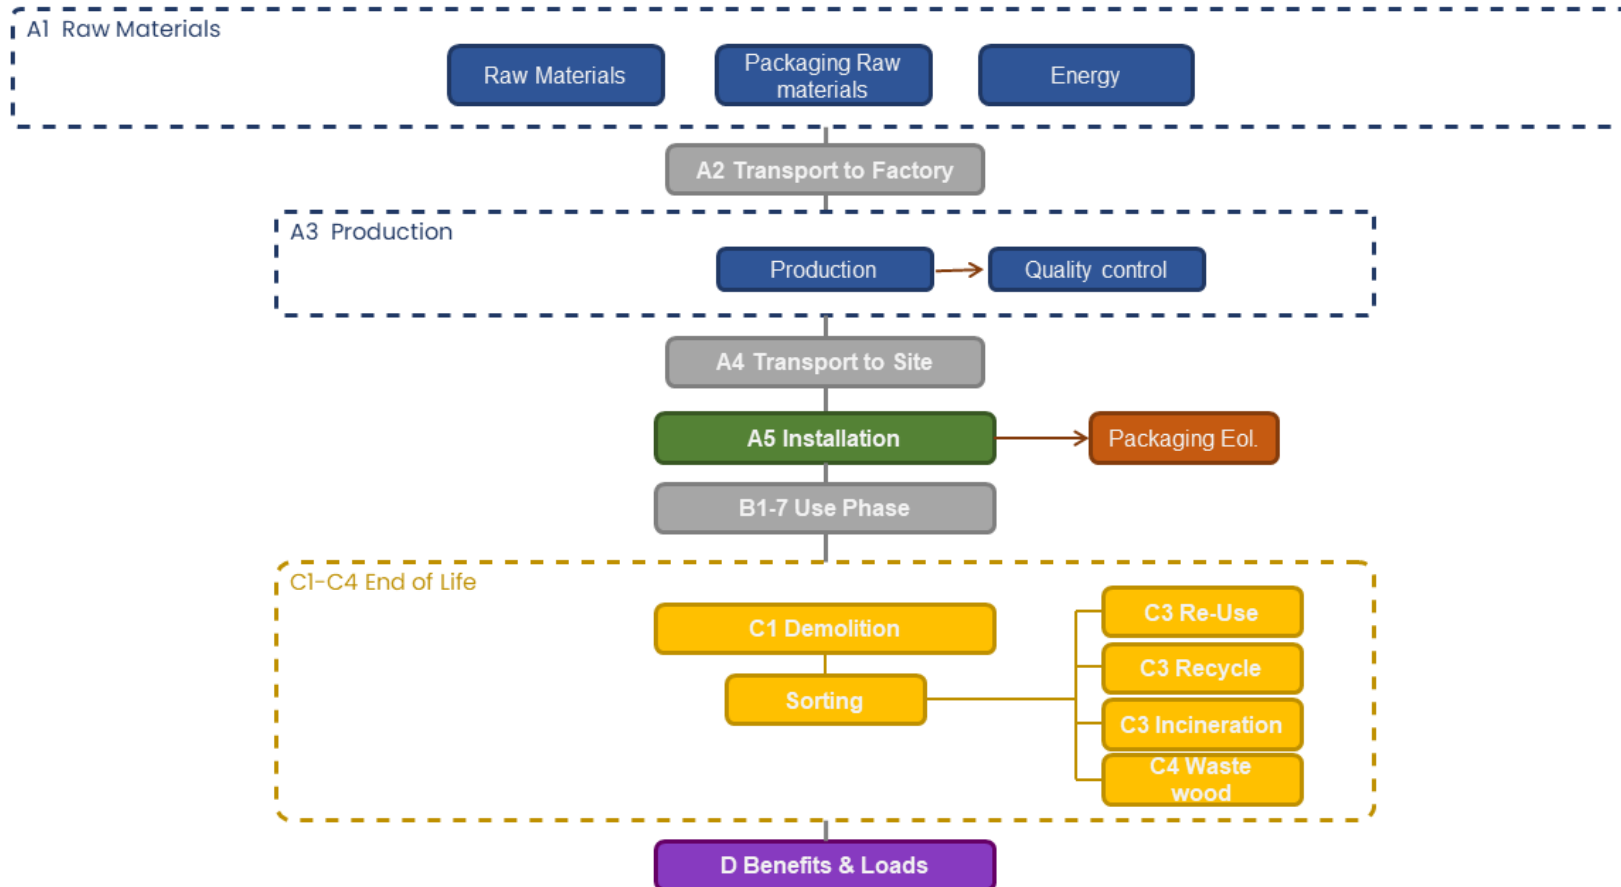 A1 Raw Materials
Raw Materials
Packaging Raw
materials
Energy
A2 Transport to Factory
A3 Production
Production
Quality control
A4 Transport to Site
A5 Installation
Packaging Eol.
B1-7 Use Phase
C1-C4 End of Life
C1 Demolition
C3 Re-Use
C3 Recycle
Sorting
C3 Incineration
C4 Waste
wood
D Benefits & Loads